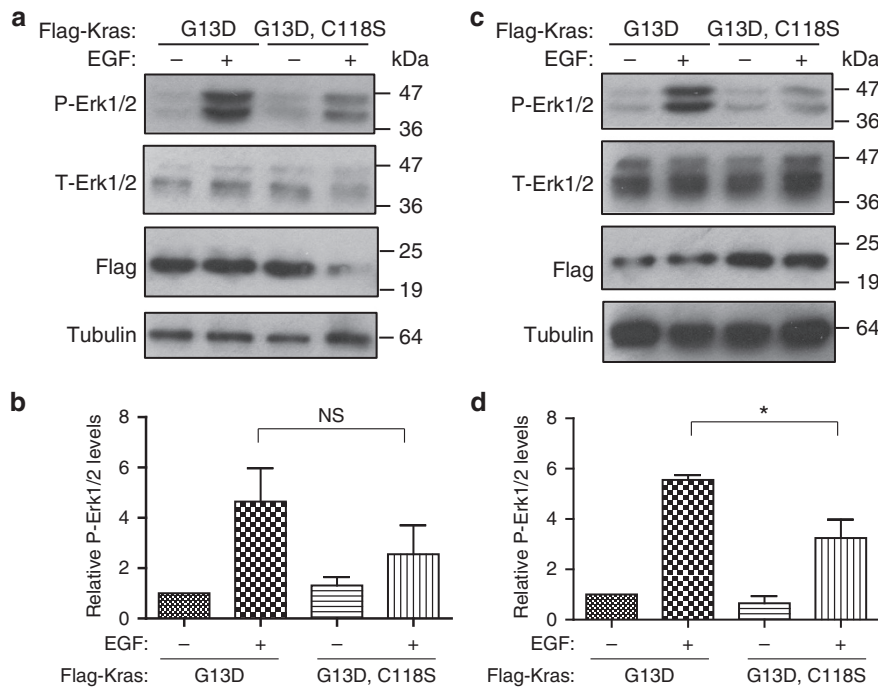 a
Flag-Kras: G13D G13D, C118S
EGF: – + – + kDa
P-Erk1/2
47
36
T-Erk1/2
47
36
Flag
25
19
Tubulin
64
c
Flag-Kras: G13D G13D, C118S
EGF: – + – + kDa
P-Erk1/2
47
36
T-Erk1/2
47
36
Flag
25
19
Tubulin
64
b
Relative P-Erk1/2 levels
8
6
4
2
0
NS
EGF: – + – +
Flag-Kras: G13D G13D, C118S
d
Relative P-Erk1/2 levels
8
6
4
2
0
*
EGF: – + – +
Flag-Kras: G13D G13D, C118S